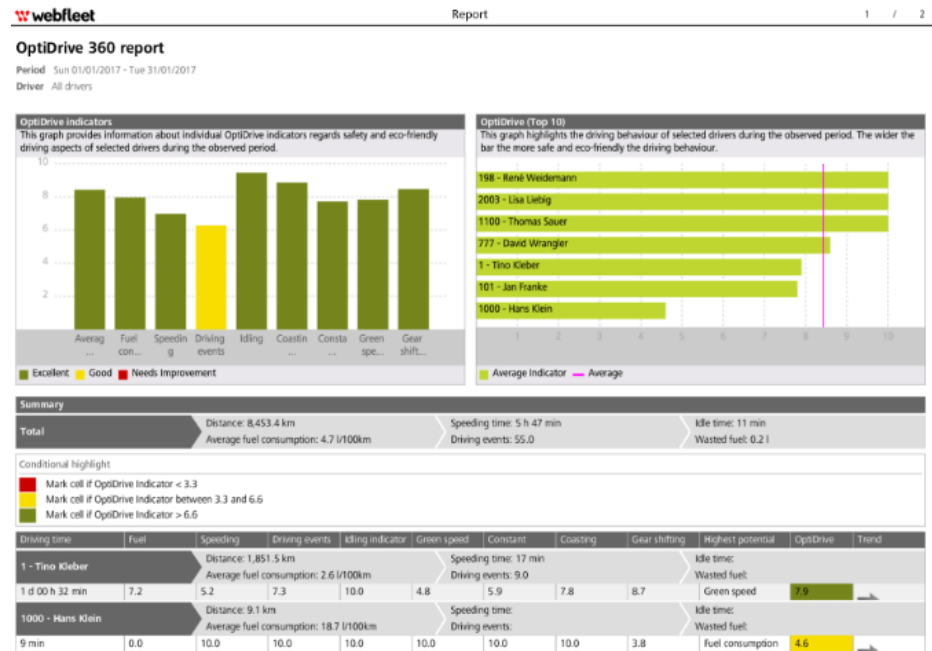 webfleet
Report
1 / 2
OptiDrive 360 report
Period Sun 01/01/2017 - Tue 31/01/2017
Driver All drivers
OptiDrive indicators
This graph provides information about individual OptiDrive indicators regards safety and eco-friendly
driving aspects of selected drivers during the observed period.
10
8
6
4
2
Averag
...
Fuel
con...
Speedin
g
Driving
events
Idling
Coastin
...
Consta
...
Green
spe...
Gear
shift...
Excellent Good Needs Improvement
OptiDrive (Top 10)
This graph highlights the driving behaviour of selected drivers during the observed period. The wider the
bar the more safe and eco-friendly the driving behaviour.
198 - René Weidemann
2003 - Lisa Liebig
1100 - Thomas Sauer
777 - David Wrangler
1 - Tino Kleber
101 - Jan Franke
1000 - Hans Klein
1 2 3 4 5 6 7 8 9 10
Average Indicator Average
Summary
Total
Distance: 8,453.4 km
Average fuel consumption: 4.7 l/100km
Speeding time: 5 h 47 min
Driving events: 55.0
Idle time: 11 min
Wasted fuel: 0.2 l
Conditional highlight
Mark cell if OptiDrive Indicator < 3.3
Mark cell if OptiDrive Indicator between 3.3 and 6.6
Mark cell if OptiDrive Indicator > 6.6
Driving time Fuel Speeding Driving events Idling indicator Green speed Constant Coasting Gear shifting Highest potential OptiDrive Trend
1 - Tino Kleber
Distance: 1,851.5 km
Average fuel consumption: 2.6 l/100km
Speeding time: 17 min
Driving events: 9.0
Idle time:
Wasted fuel:
1 d 00 h 32 min 7.2 5.2 7.3 10.0 4.8 5.9 7.8 8.7 Green speed 7.9
1000 - Hans Klein
Distance: 9.1 km
Average fuel consumption: 18.7 l/100km
Speeding time:
Driving events:
Idle time:
Wasted fuel:
9 min 0.0 10.0 10.0 10.0 10.0 10.0 10.0 3.8 Fuel consumption 4.6